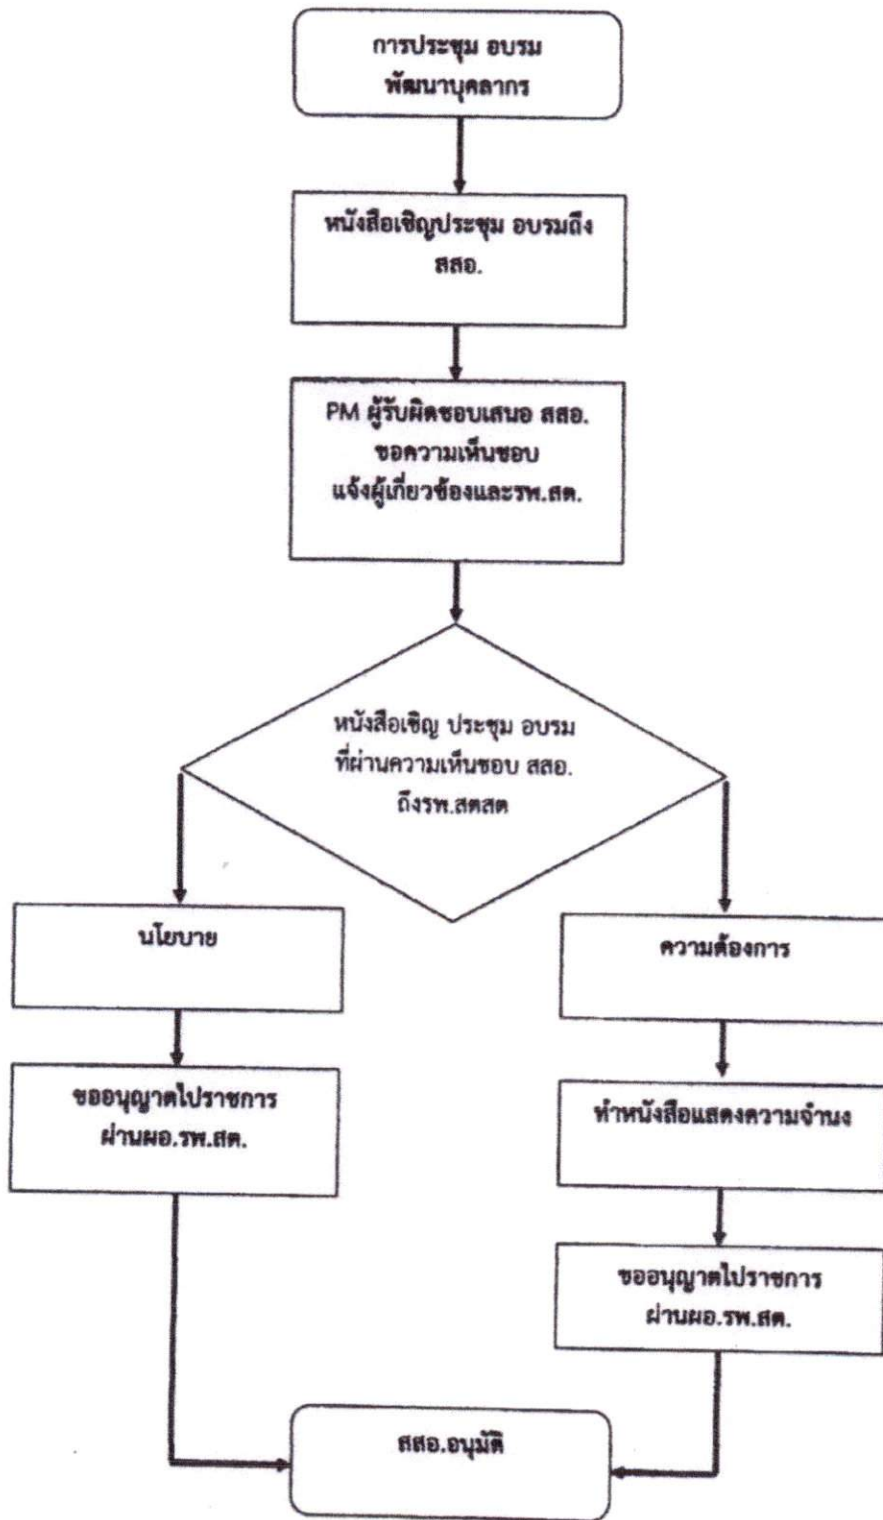 การประชุม อบรม
พัฒนาบุคลากร
หนังสือเชิญประชุม อบรมถึง
สสอ.
PM ผู้รับผิดชอบเสนอ สสอ.
ขอความเห็นชอบ
แจ้งผู้เกี่ยวข้องและรพ.สต.
หนังสือเชิญ ประชุม อบรม
ที่ผ่านความเห็นชอบ สสอ.
ถึงรพ.สตสต
นโยบาย
ความต้องการ
ขออนุญาตไปราชการ
ผ่านผอ.รพ.สต.
ทำหนังสือแสดงความจำนง
ขออนุญาตไปราชการ
ผ่านผอ.รพ.สต.
สสอ.อนุมัติ